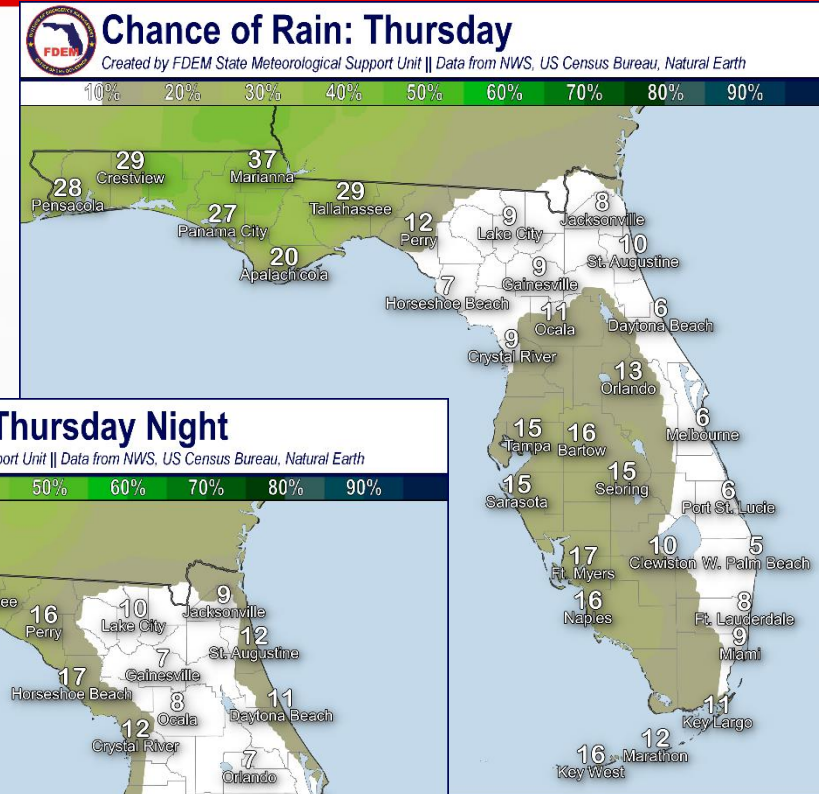 FDEM
Chance of Rain: Thursday
Created by FDEM State Meteorological Support Unit || Data from NWS, US Census Bureau, Natural Earth
10% 20% 30% 40% 50% 60% 70% 80% 90%
29
Crestview
37
Marianna
28
Pensacola
29
Tallahassee
27
Panama City
12
Perry
9
Lake City
8
Jacksonville
20
Apalachicola
10
St. Augustine
9
Gainesville
7
Horseshoe Beach
11
Ocala
6
Daytona Beach
9
Crystal River
13
Orlando
6
Melbourne
15
Tampa
16
Bartow
15
Sebring
15
Sarasota
6
Port St. Lucie
10
Clewiston
5
W. Palm Beach
17
Ft. Myers
16
Naples
8
Ft. Lauderdale
9
Miami
11
Key Largo
12
Marathon
16
Key West
Thursday Night
port Unit || Data from NWS, US Census Bureau, Natural Earth
50% 60% 70% 80% 90%
ee
16
Perry
10
Lake City
9
Jacksonville
12
St. Augustine
7
Gainesville
17
Horseshoe Beach
8
Ocala
11
Daytona Beach
12
Crystal River
7
Orlando